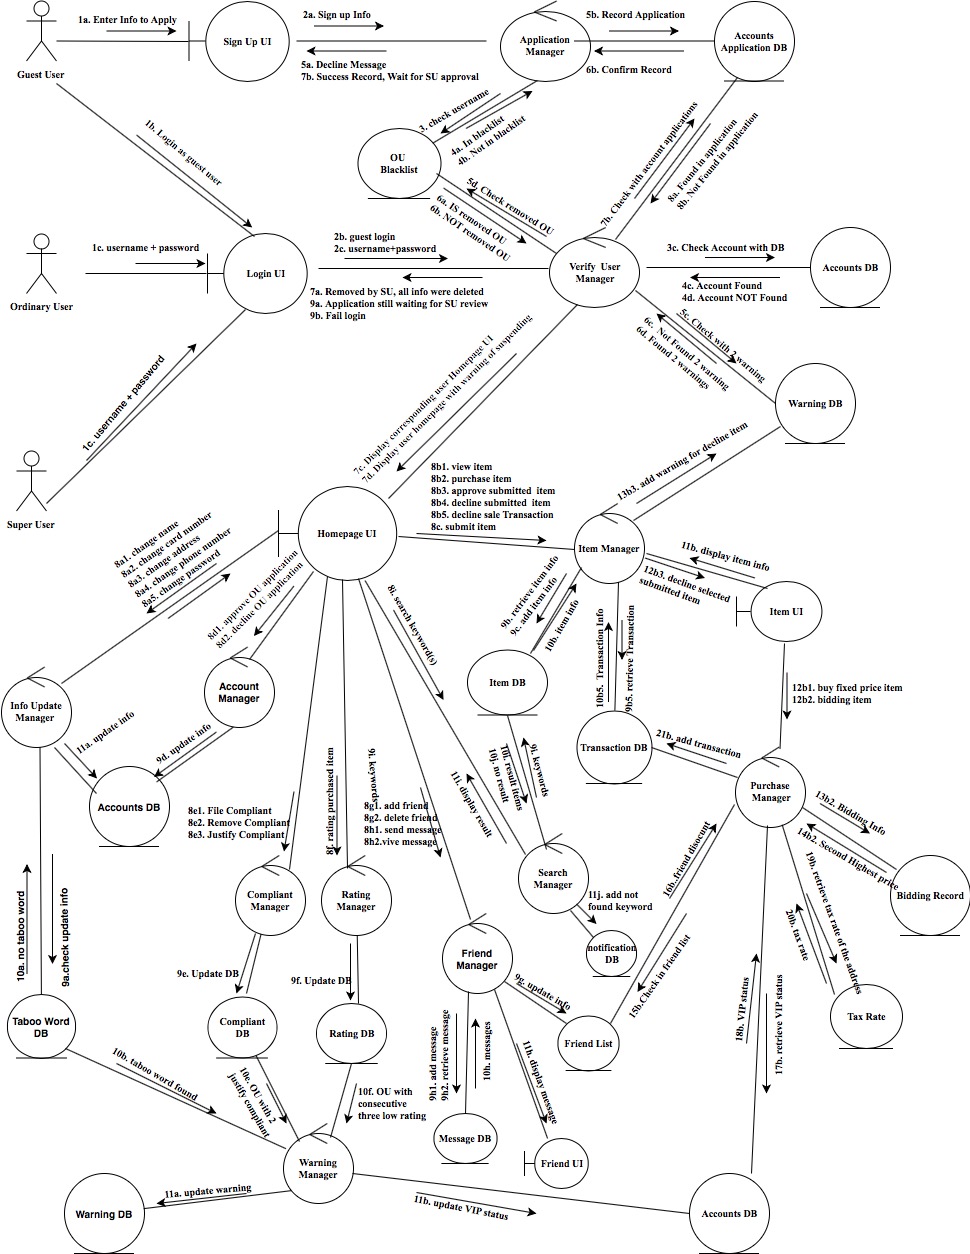 1a. Enter Info to Apply
Guest User
Sign Up UI
2a. Sign up Info
5a. Decline Message
7b. Success Record, Wait for SU approval
Application
Manager
5b. Record Application
6b. Confirm Record
Accounts
Application DB
3. check username
4a. In blacklist
4b. Not in blacklist
OU
Blacklist
1b. Login as guest user
5d. Check removed OU
6a. IS removed OU
6b. NOT removed OU
7b. Check with account applications
8a. Found in application
8b. Not Found in application
Ordinary User
1c. username + password
Login UI
2b. guest login
2c. username+password
7a. Removed by SU, all info were deleted
9a. Application still waiting for SU review
9b. Fail login
Verify User
Manager
3c. Check Account with DB
4c. Account Found
4d. Account NOT Found
Accounts DB
5c. Check with 2 warning
6c. Not Found 2 warning
6d. Found 2 warnings
Warning DB
1c. username + password
Super User
7c. Display corresponding user Homepage UI
7d. Display user homepage with warning of suspending
Homepage UI
8b1. view item
8b2. purchase item
8b3. approve submitted item
8b4. decline submitted item
8b5. decline sale Transaction
8c. submit item
13b3. add warning for decline item
Item Manager
11b. display item info
12b3. decline selected
submitted item
Item UI
8a1. change name
8a2. change card number
8a3. change address
8a4. change phone number
8a5. change password
8d1. approve OU application
8d2. decline OU application
8i. search keyword(s)
9b. retrieve item info
9c. add item info
10b. item info
10b5. Transaction Info
9b5. retrieve Transaction
Info Update
Manager
Account
Manager
Item DB
Transaction DB
12b1. buy fixed price item
12b2. bidding item
21b. add transaction
11a. update info
9d. update info
Accounts DB
8e1. File Compliant
8e2. Remove Compliant
8e3. Justify Compliant
8f. rating purchased item
9i. keywords
8g1. add friend
8g2. delete friend
8h1. send message
8h2.vive message
11i. display result
10i. result items
10j. no result
9i. keywords
Purchase
Manager
13b2. Bidding Info
14b2. Second Highest price
Bidding Record
10a. no taboo word
9a.check update info
Compliant
Manager
Rating
Manager
Search
Manager
11j. add not
found keyword
notification
DB
16b..friend disocunt
15b.Check in friend list
19b. retrieve tax rate of the address
20b. tax rate
Tax Rate
Friend
Manager
9g. update info
Friend List
9e. Update DB
9f. Update DB
Taboo Word
DB
Compliant
DB
Rating DB
10b. taboo word found
10e. OU with 2
justify compliant
10f. OU with
consecutive
three low rating
9h1. add message
9h2. retrieve message
10h. messages
11h. display message
18b. VIP status
17b. retrieve VIP status
Message DB
Friend UI
Warning
Manager
11a. update warning
Warning DB
11b. update VIP status
Accounts DB